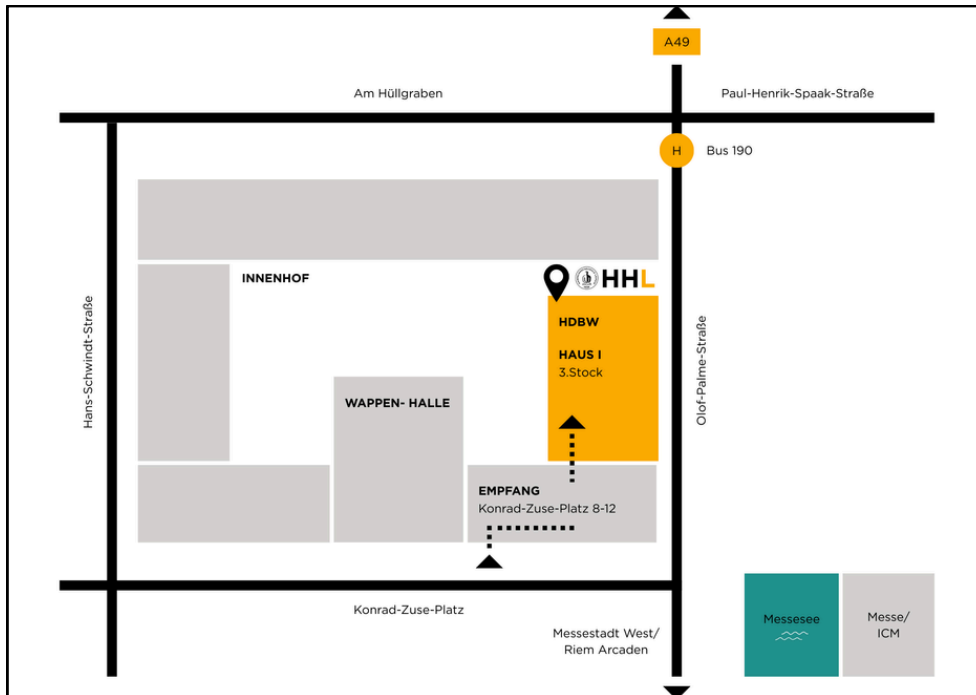 A49
Am Hüllgraben
Paul-Henrik-Spaak-Straße
H
Bus 190
INNENHOF
HHL
HDBW
HAUS I
3.Stock
Hans-Schwindt-Straße
Olof-Palme-Straße
WAPPEN- HALLE
EMPFANG
Konrad-Zuse-Platz 8-12
Konrad-Zuse-Platz
Messestadt West/
Riem Arcaden
Messesee
Messe/
ICM